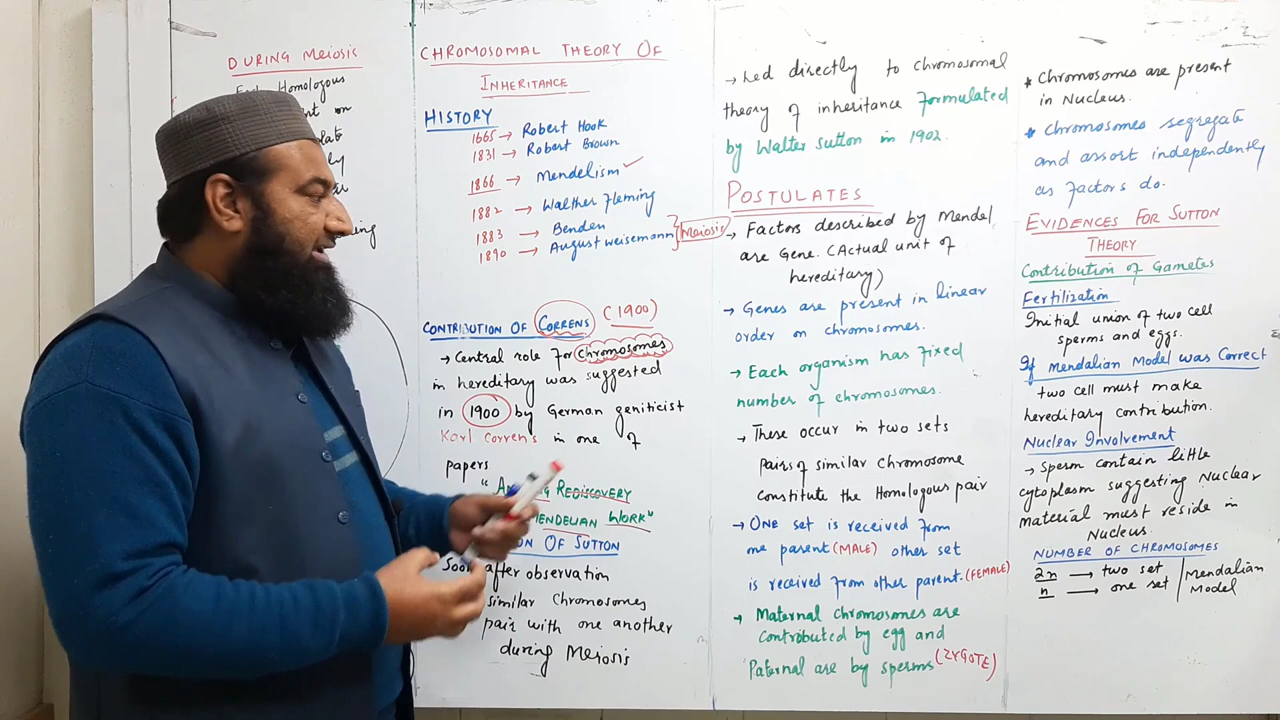 DURING MEIOSIS
Homologous
on
CHROMOSOMAL THEORY OF
INHERITANCE
HISTORY
1665 → Robert Hook
1831 → Robert Brown
1866 → Mendelism ✓
1882 → Walther Fleming
1883 → Benden
1890 → August weisemann
Meiosis
CONTRIBUTION OF CORRENS (1900)
→ Central role for Chromosomes
in hereditary was suggested
in 1900 by German geniticist
Karl Corren's in one of
papers
REDISCOVERY
MENDELIAN WORK"
OF SUTTON
Soon after observation
similar Chromosomes
pair with one another
during Meiosis
→ Led directly to chromosomal
theory of inheritance formulated
by Walter Sutton in 1902.
POSTULATES
→ Factors described by Mendel
are Gene. (Actual unit of
hereditary)
→ Genes are present in linear
order on chromosomes.
→ Each organism has fixed
number of chromosomes.
→ These occur in two sets
Pairs of similar Chromosome
constitute the Homologous pair
→ ONE set is received from
one parent (MALE) other set
is received from other parent. (FEMALE)
→ Maternal chromosomes are
contributed by egg and
Paternal are by sperms (ZYGOTE)
* Chromosomes are present
in Nucleus.
* Chromosomes segregate
and assort independently
as factors do.
EVIDENCES FOR SUTTON
THEORY
Contribution of Gametes
Fertilization
Initial union of two cell
sperms and eggs.
If Mendalian Model was Correct
two cell must make
hereditary contribution.
Nuclear Involvement
→ Sperm contain little
cytoplasm suggesting Nuclear
material must reside in
Nucleus.
NUMBER OF CHROMOSOMES
2n → two set
n → one set
Mendalian
Model